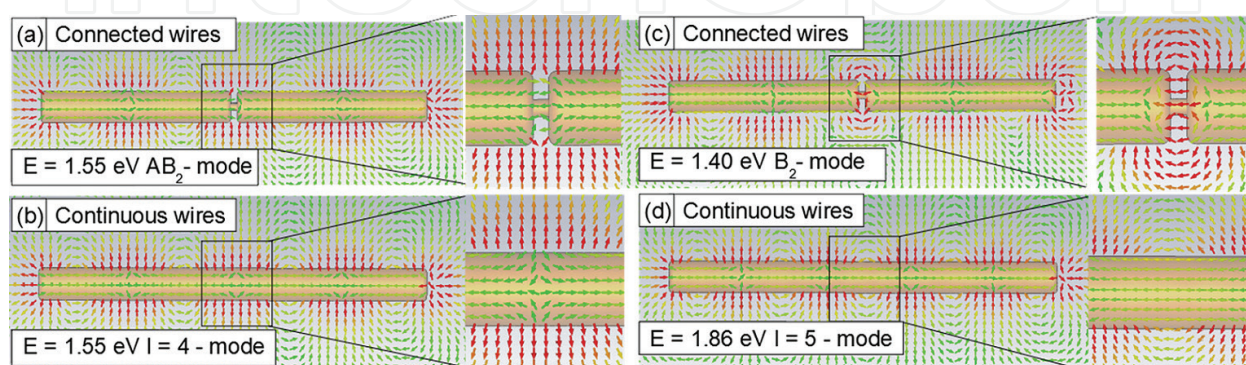 (a) Connected wires
E = 1.55 eV AB₂- mode
(b) Continuous wires
E = 1.55 eV l = 4 - mode
(c) Connected wires
E = 1.40 eV B₂- mode
(d) Continuous wires
E = 1.86 eV l = 5 - mode